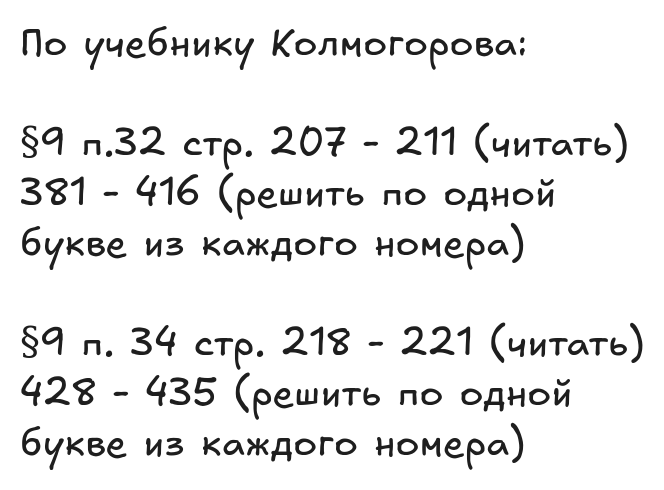 По учебнику Колмогорова:
§9 п.32 стр. 207 - 211 (читать)
381 - 416 (решить по одной
букве из каждого номера)
§9 п. 34 стр. 218 - 221 (читать)
428 - 435 (решить по одной
букве из каждого номера)